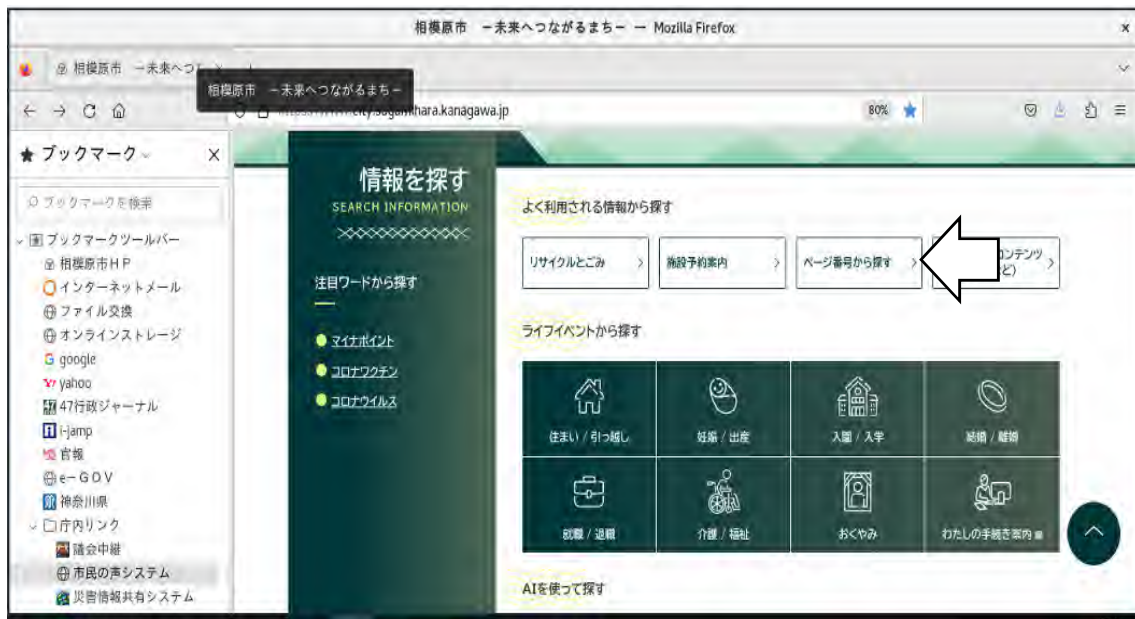 相模原市 －未来へつながるまち－ — Mozilla Firefox
相模原市 －未来へつ
相模原市 －未来へつながるまち－
city.sagamihara.kanagawa.jp
80%
ブックマーク
ブックマークを検索
ブックマークツールバー
相模原市ＨＰ
インターネットメール
ファイル交換
オンラインストレージ
google
yahoo
47行政ジャーナル
i-jamp
官報
e－ＧＯＶ
神奈川県
庁内リンク
議会中継
市民の声システム
災害情報共有システム
情報を探す
SEARCH INFORMATION
注目ワードから探す
マイナポイント
コロナワクチン
コロナウイルス
よく利用される情報から探す
リサイクルとごみ
施設予約案内
ページ番号から探す
コンテンツ
ど）
ライフイベントから探す
住まい / 引っ越し
妊娠 / 出産
入園 / 入学
結婚 / 離婚
就職 / 退職
介護 / 福祉
おくやみ
わたしの手続き案内
AIを使って探す